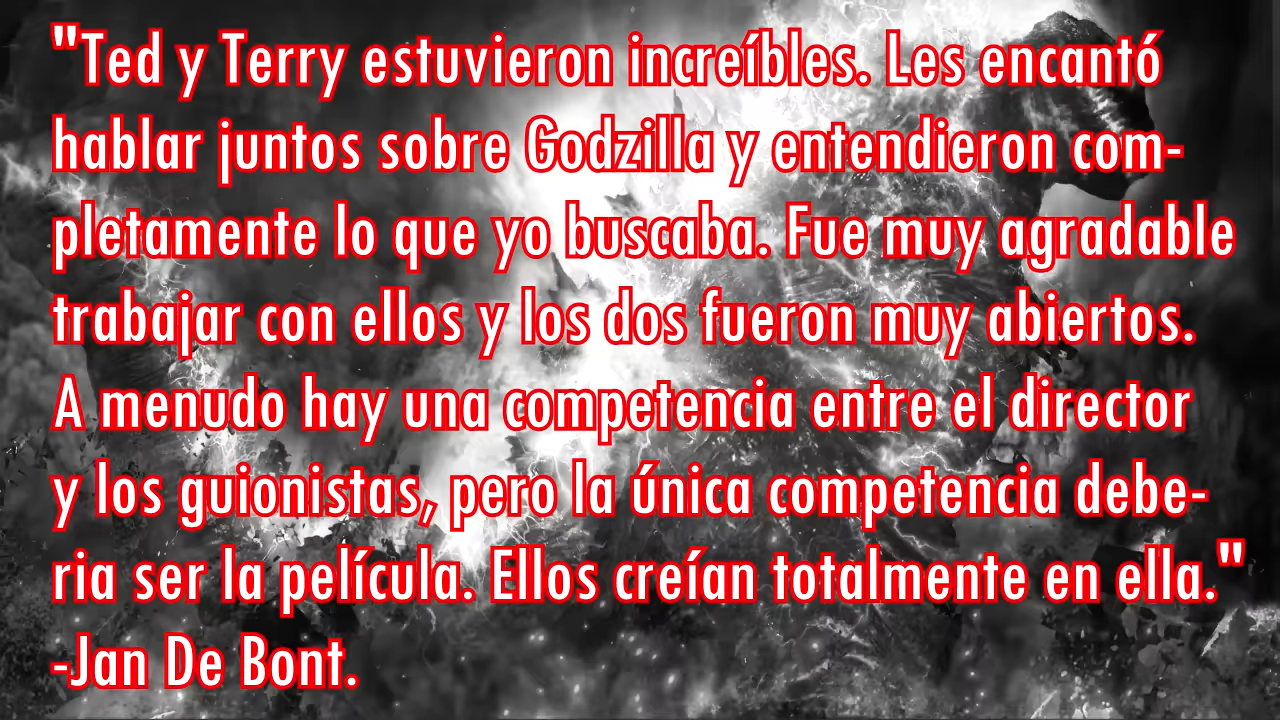 "Ted y Terry estuvieron increíbles. Les encantó
hablar juntos sobre Godzilla y entendieron com-
pletamente lo que yo buscaba. Fue muy agradable
trabajar con ellos y los dos fueron muy abiertos.
A menudo hay una competencia entre el director
y los guionistas, pero la única competencia debe-
ria ser la película. Ellos creían totalmente en ella."
-Jan De Bont.